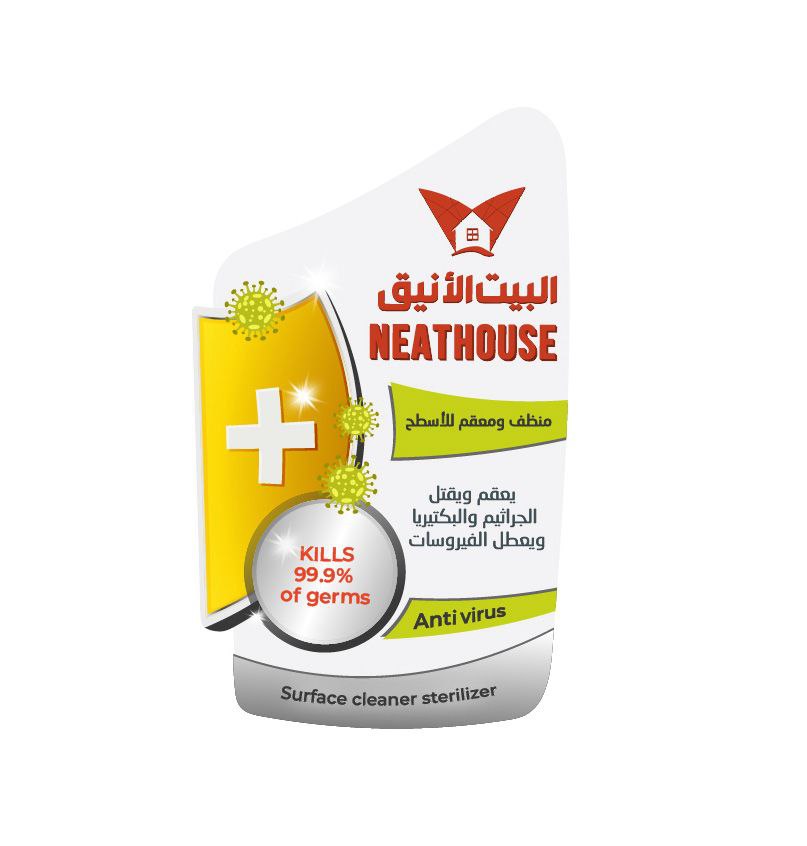 البيت الأنيق
NEATHOUSE
منظف ومعقم للأسطح
يعقم ويقتل
الجراثيم والبكتيريا
ويعطل الفيروسات
KILLS
99.9%
of germs
Anti virus
Surface cleaner sterilizer